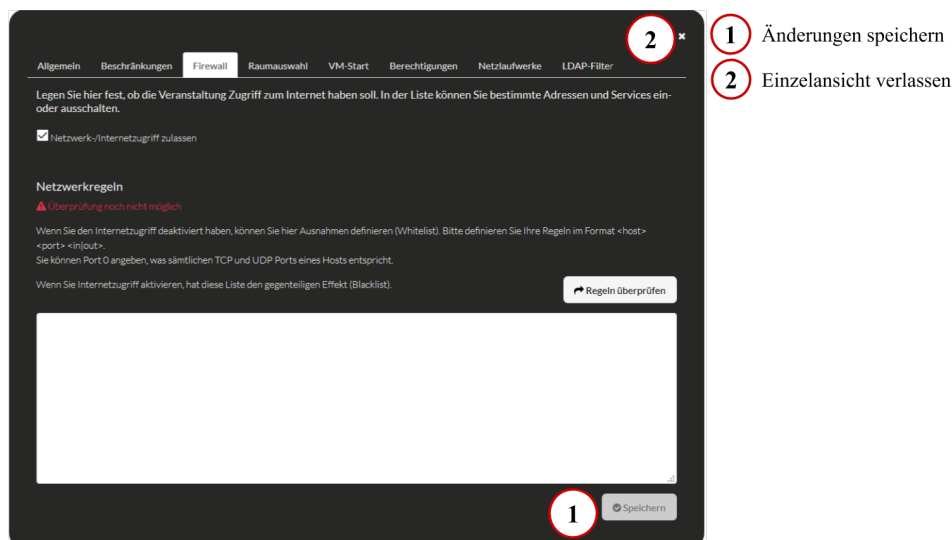 2
×
1 Änderungen speichern
2 Einzelansicht verlassen
Allgemein Beschränkungen Firewall Raumauswahl VM-Start Berechtigungen Netzlaufwerke LDAP-Filter
Legen Sie hier fest, ob die Veranstaltung Zugriff zum Internet haben soll. In der Liste können Sie bestimmte Adressen und Services ein-
oder ausschalten.
Netzwerk-/Internetzugriff zulassen
Netzwerkregeln
Überprüfung noch nicht möglich
Wenn Sie den Internetzugriff deaktiviert haben, können Sie hier Ausnahmen definieren (Whitelist). Bitte definieren Sie Ihre Regeln im Format <host>
<port> <in|out>.
Sie können Port 0 angeben, was sämtlichen TCP und UDP Ports eines Hosts entspricht.
Wenn Sie Internetzugriff aktivieren, hat diese Liste den gegenteiligen Effekt (Blacklist).
Regeln überprüfen
1
Speichern